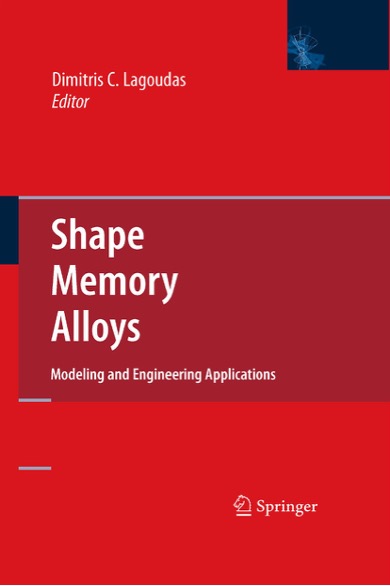 Dimitris C. Lagoudas
Editor
Shape
Memory
Alloys
Modeling and Engineering Applications
Springer